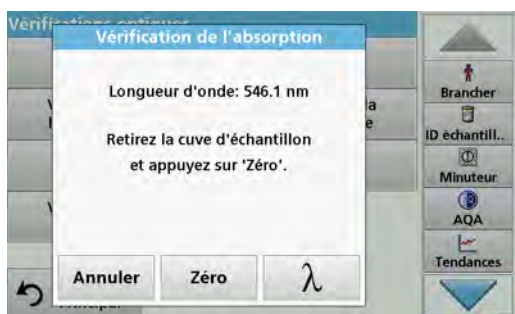 Vérification de l'absorption
Longueur d'onde: 546.1 nm
Retirez la cuve d'échantillon
et appuyez sur 'Zéro'.
Annuler
Zéro
λ
Brancher
ID échantill..
Minuteur
AQA
Tendances